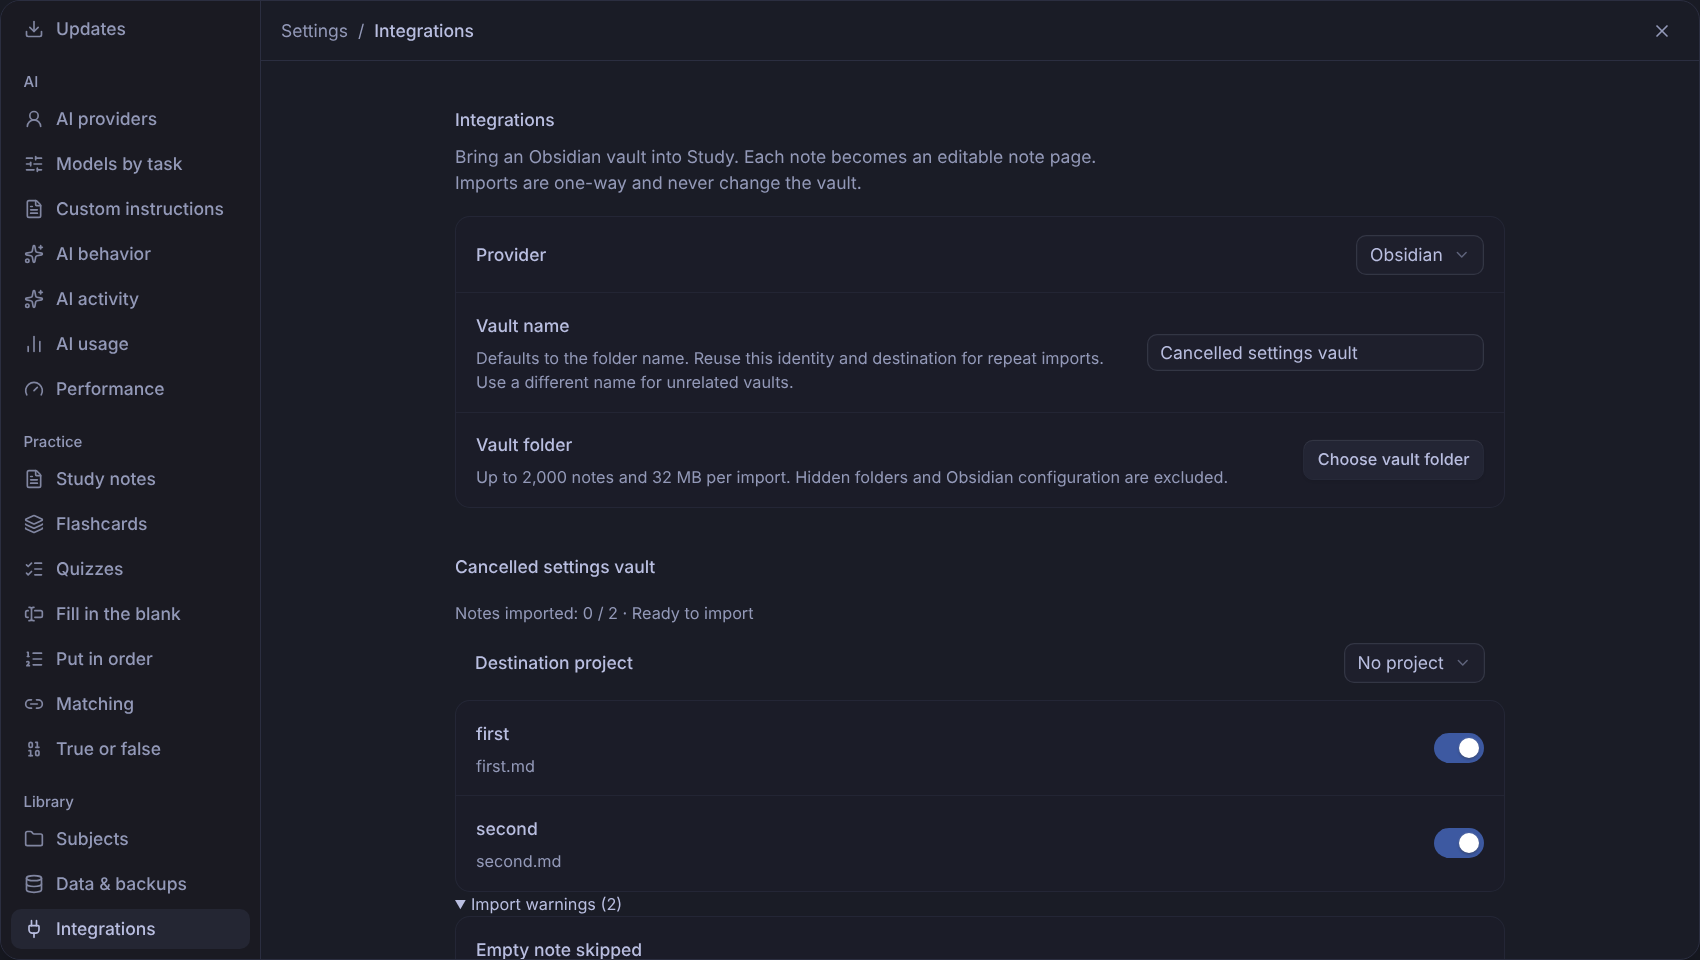 Updates
AI
AI providers
Models by task
Custom instructions
AI behavior
AI activity
AI usage
Performance
Practice
Study notes
Flashcards
Quizzes
Fill in the blank
Put in order
Matching
True or false
Library
Subjects
Data & backups
Integrations
Settings / Integrations
Integrations
Bring an Obsidian vault into Study. Each note becomes an editable note page.
Imports are one-way and never change the vault.
Provider
Obsidian
Vault name
Defaults to the folder name. Reuse this identity and destination for repeat imports.
Use a different name for unrelated vaults.
Cancelled settings vault
Vault folder
Up to 2,000 notes and 32 MB per import. Hidden folders and Obsidian configuration are excluded.
Choose vault folder
Cancelled settings vault
Notes imported: 0 / 2 · Ready to import
Destination project
No project
first
first.md
second
second.md
Import warnings (2)
Empty note skipped